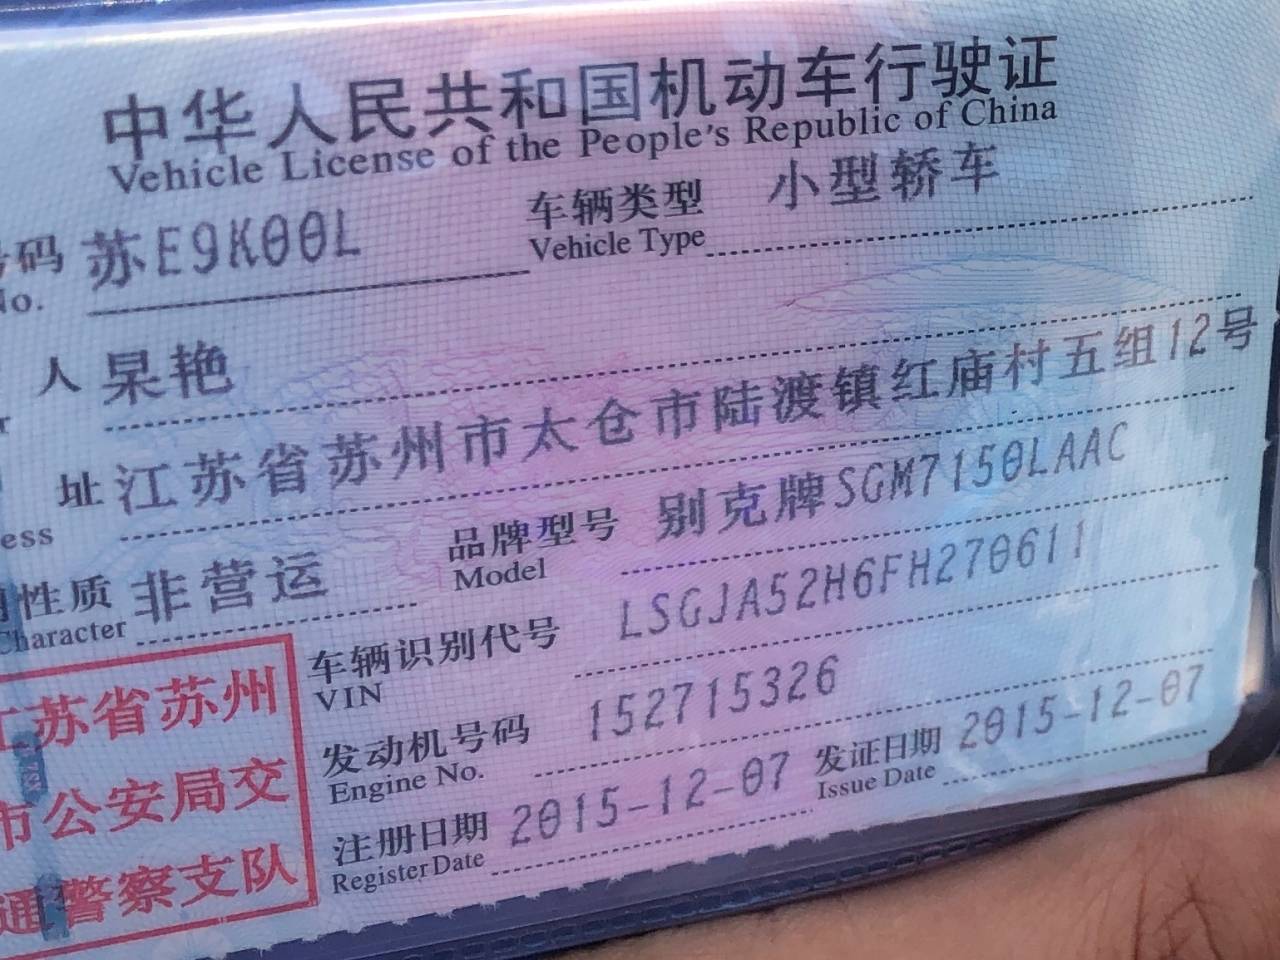 中华人民共和国机动车行驶证
Vehicle License of the People's Republic of China
号码 苏E9K00L 车辆类型 小型轿车
No. Vehicle Type
人 杲艳
址 江苏省苏州市太仓市陆渡镇红庙村五组12号
ess
性质 非营运 品牌型号 别克牌SGM7150LAAC
Character Model
车辆识别代号 LSGJA52H6FH270611
VIN
发动机号码 152715326
Engine No.
注册日期 2015-12-07 发证日期 2015-12-07
Register Date Issue Date
江苏省苏州
市公安局交
通警察支队